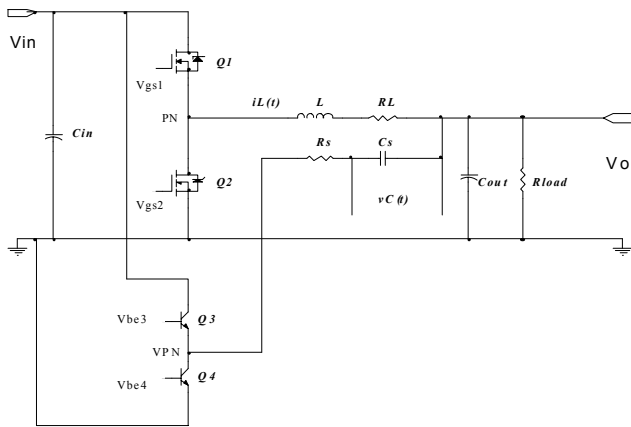 Vin
Q1
Vgs1
iL(t)
L
RL
PN
Cin
Rs
Cs
Vo
Q2
Cout
Rload
Vgs2
vC(t)
Vbe3
Q3
VPN
Vbe4
Q4